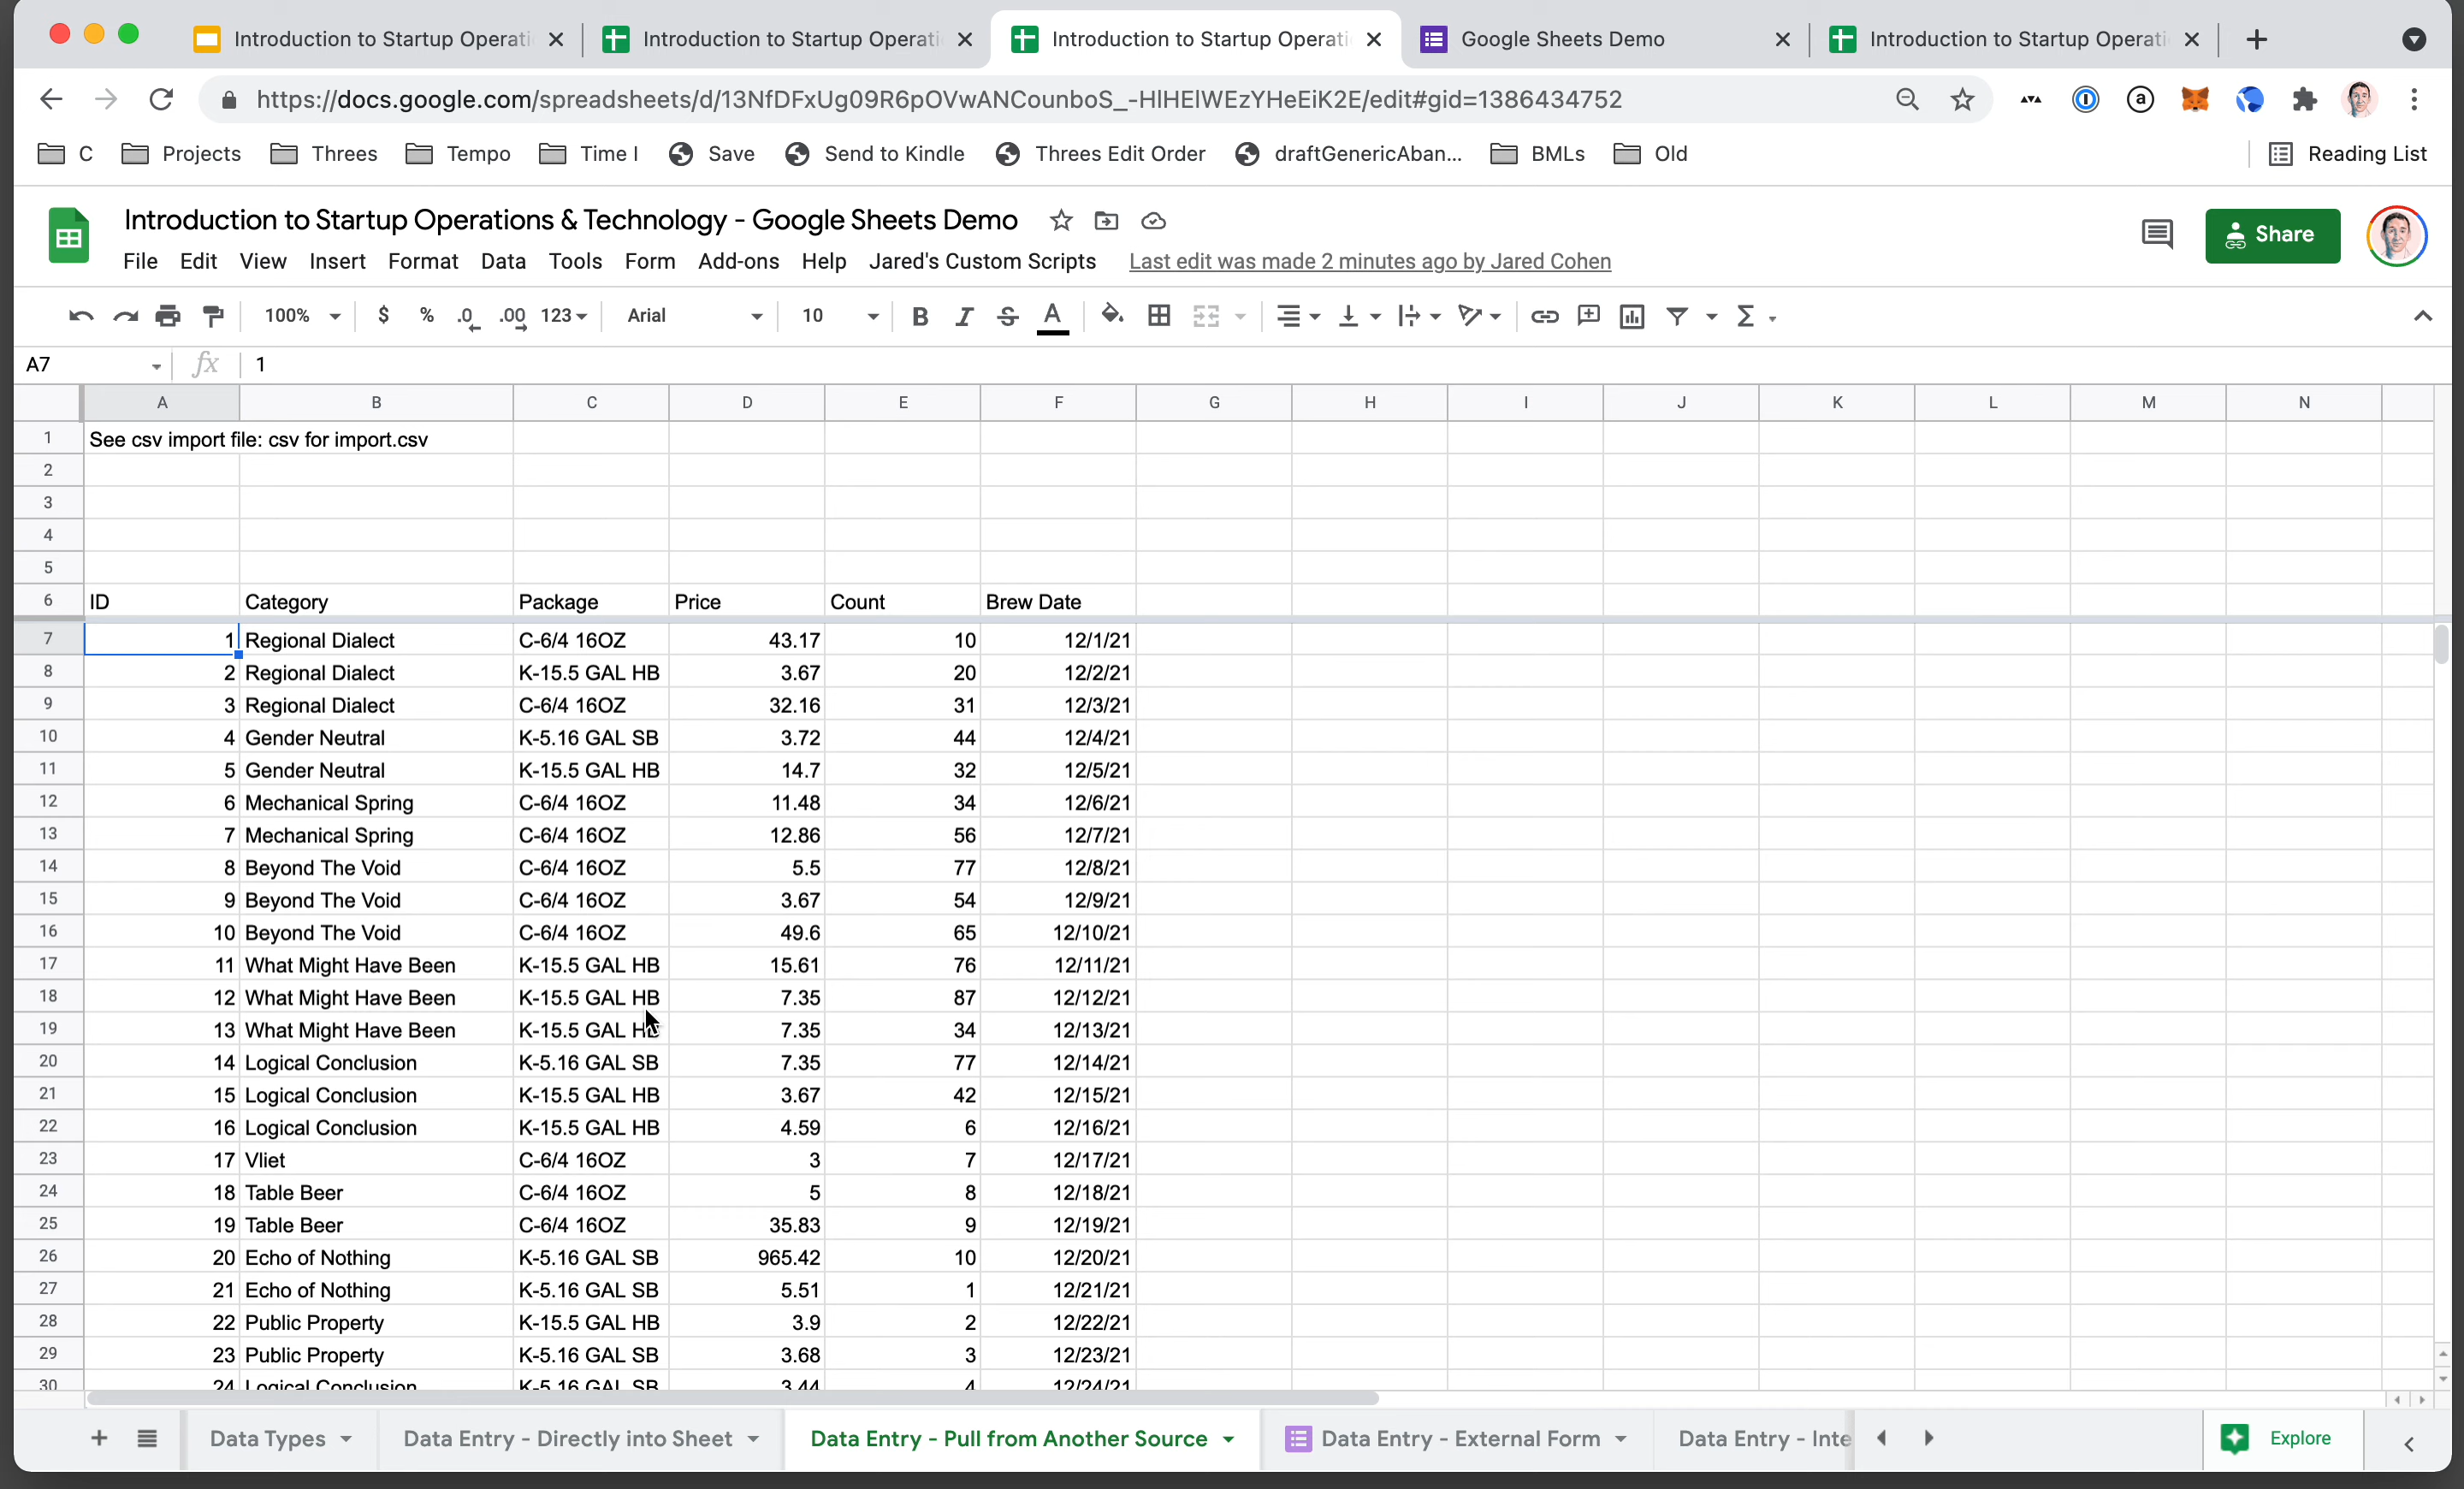 Introduction to Startup Operati
Introduction to Startup Operati
Introduction to Startup Operati
Google Sheets Demo
Introduction to Startup Operati
https://docs.google.com/spreadsheets/d/13NfDFxUg09R6pOVwANCounboS_-HlHElWEzYHeEiK2E/edit#gid=1386434752
C Projects Threes Tempo Time I Save Send to Kindle Threes Edit Order draftGenericAban... BMLs Old Reading List
Introduction to Startup Operations & Technology - Google Sheets Demo
Share
File Edit View Insert Format Data Tools Form Add-ons Help Jared's Custom Scripts Last edit was made 2 minutes ago by Jared Cohen
100% $ % .0 .00 123 Arial 10 B I S A Σ
A7 fx 1
A B C D E F G H I J K L M N
1 See csv import file: csv for import.csv
2
3
4
5
6 ID Category Package Price Count Brew Date
7 1 Regional Dialect C-6/4 16OZ 43.17 10 12/1/21
8 2 Regional Dialect K-15.5 GAL HB 3.67 20 12/2/21
9 3 Regional Dialect C-6/4 16OZ 32.16 31 12/3/21
10 4 Gender Neutral K-5.16 GAL SB 3.72 44 12/4/21
11 5 Gender Neutral K-15.5 GAL HB 14.7 32 12/5/21
12 6 Mechanical Spring C-6/4 16OZ 11.48 34 12/6/21
13 7 Mechanical Spring C-6/4 16OZ 12.86 56 12/7/21
14 8 Beyond The Void C-6/4 16OZ 5.5 77 12/8/21
15 9 Beyond The Void C-6/4 16OZ 3.67 54 12/9/21
16 10 Beyond The Void C-6/4 16OZ 49.6 65 12/10/21
17 11 What Might Have Been K-15.5 GAL HB 15.61 76 12/11/21
18 12 What Might Have Been K-15.5 GAL HB 7.35 87 12/12/21
19 13 What Might Have Been K-15.5 GAL HB 7.35 34 12/13/21
20 14 Logical Conclusion K-5.16 GAL SB 7.35 77 12/14/21
21 15 Logical Conclusion K-15.5 GAL HB 3.67 42 12/15/21
22 16 Logical Conclusion K-15.5 GAL HB 4.59 6 12/16/21
23 17 Vliet C-6/4 16OZ 3 7 12/17/21
24 18 Table Beer C-6/4 16OZ 5 8 12/18/21
25 19 Table Beer C-6/4 16OZ 35.83 9 12/19/21
26 20 Echo of Nothing K-5.16 GAL SB 965.42 10 12/20/21
27 21 Echo of Nothing K-5.16 GAL SB 5.51 1 12/21/21
28 22 Public Property K-15.5 GAL HB 3.9 2 12/22/21
29 23 Public Property K-5.16 GAL SB 3.68 3 12/23/21
30 24 Logical Conclusion K-5.16 GAL SB 3.44 4 12/24/21
Data Types Data Entry - Directly into Sheet Data Entry - Pull from Another Source Data Entry - External Form Data Entry - Inte Explore